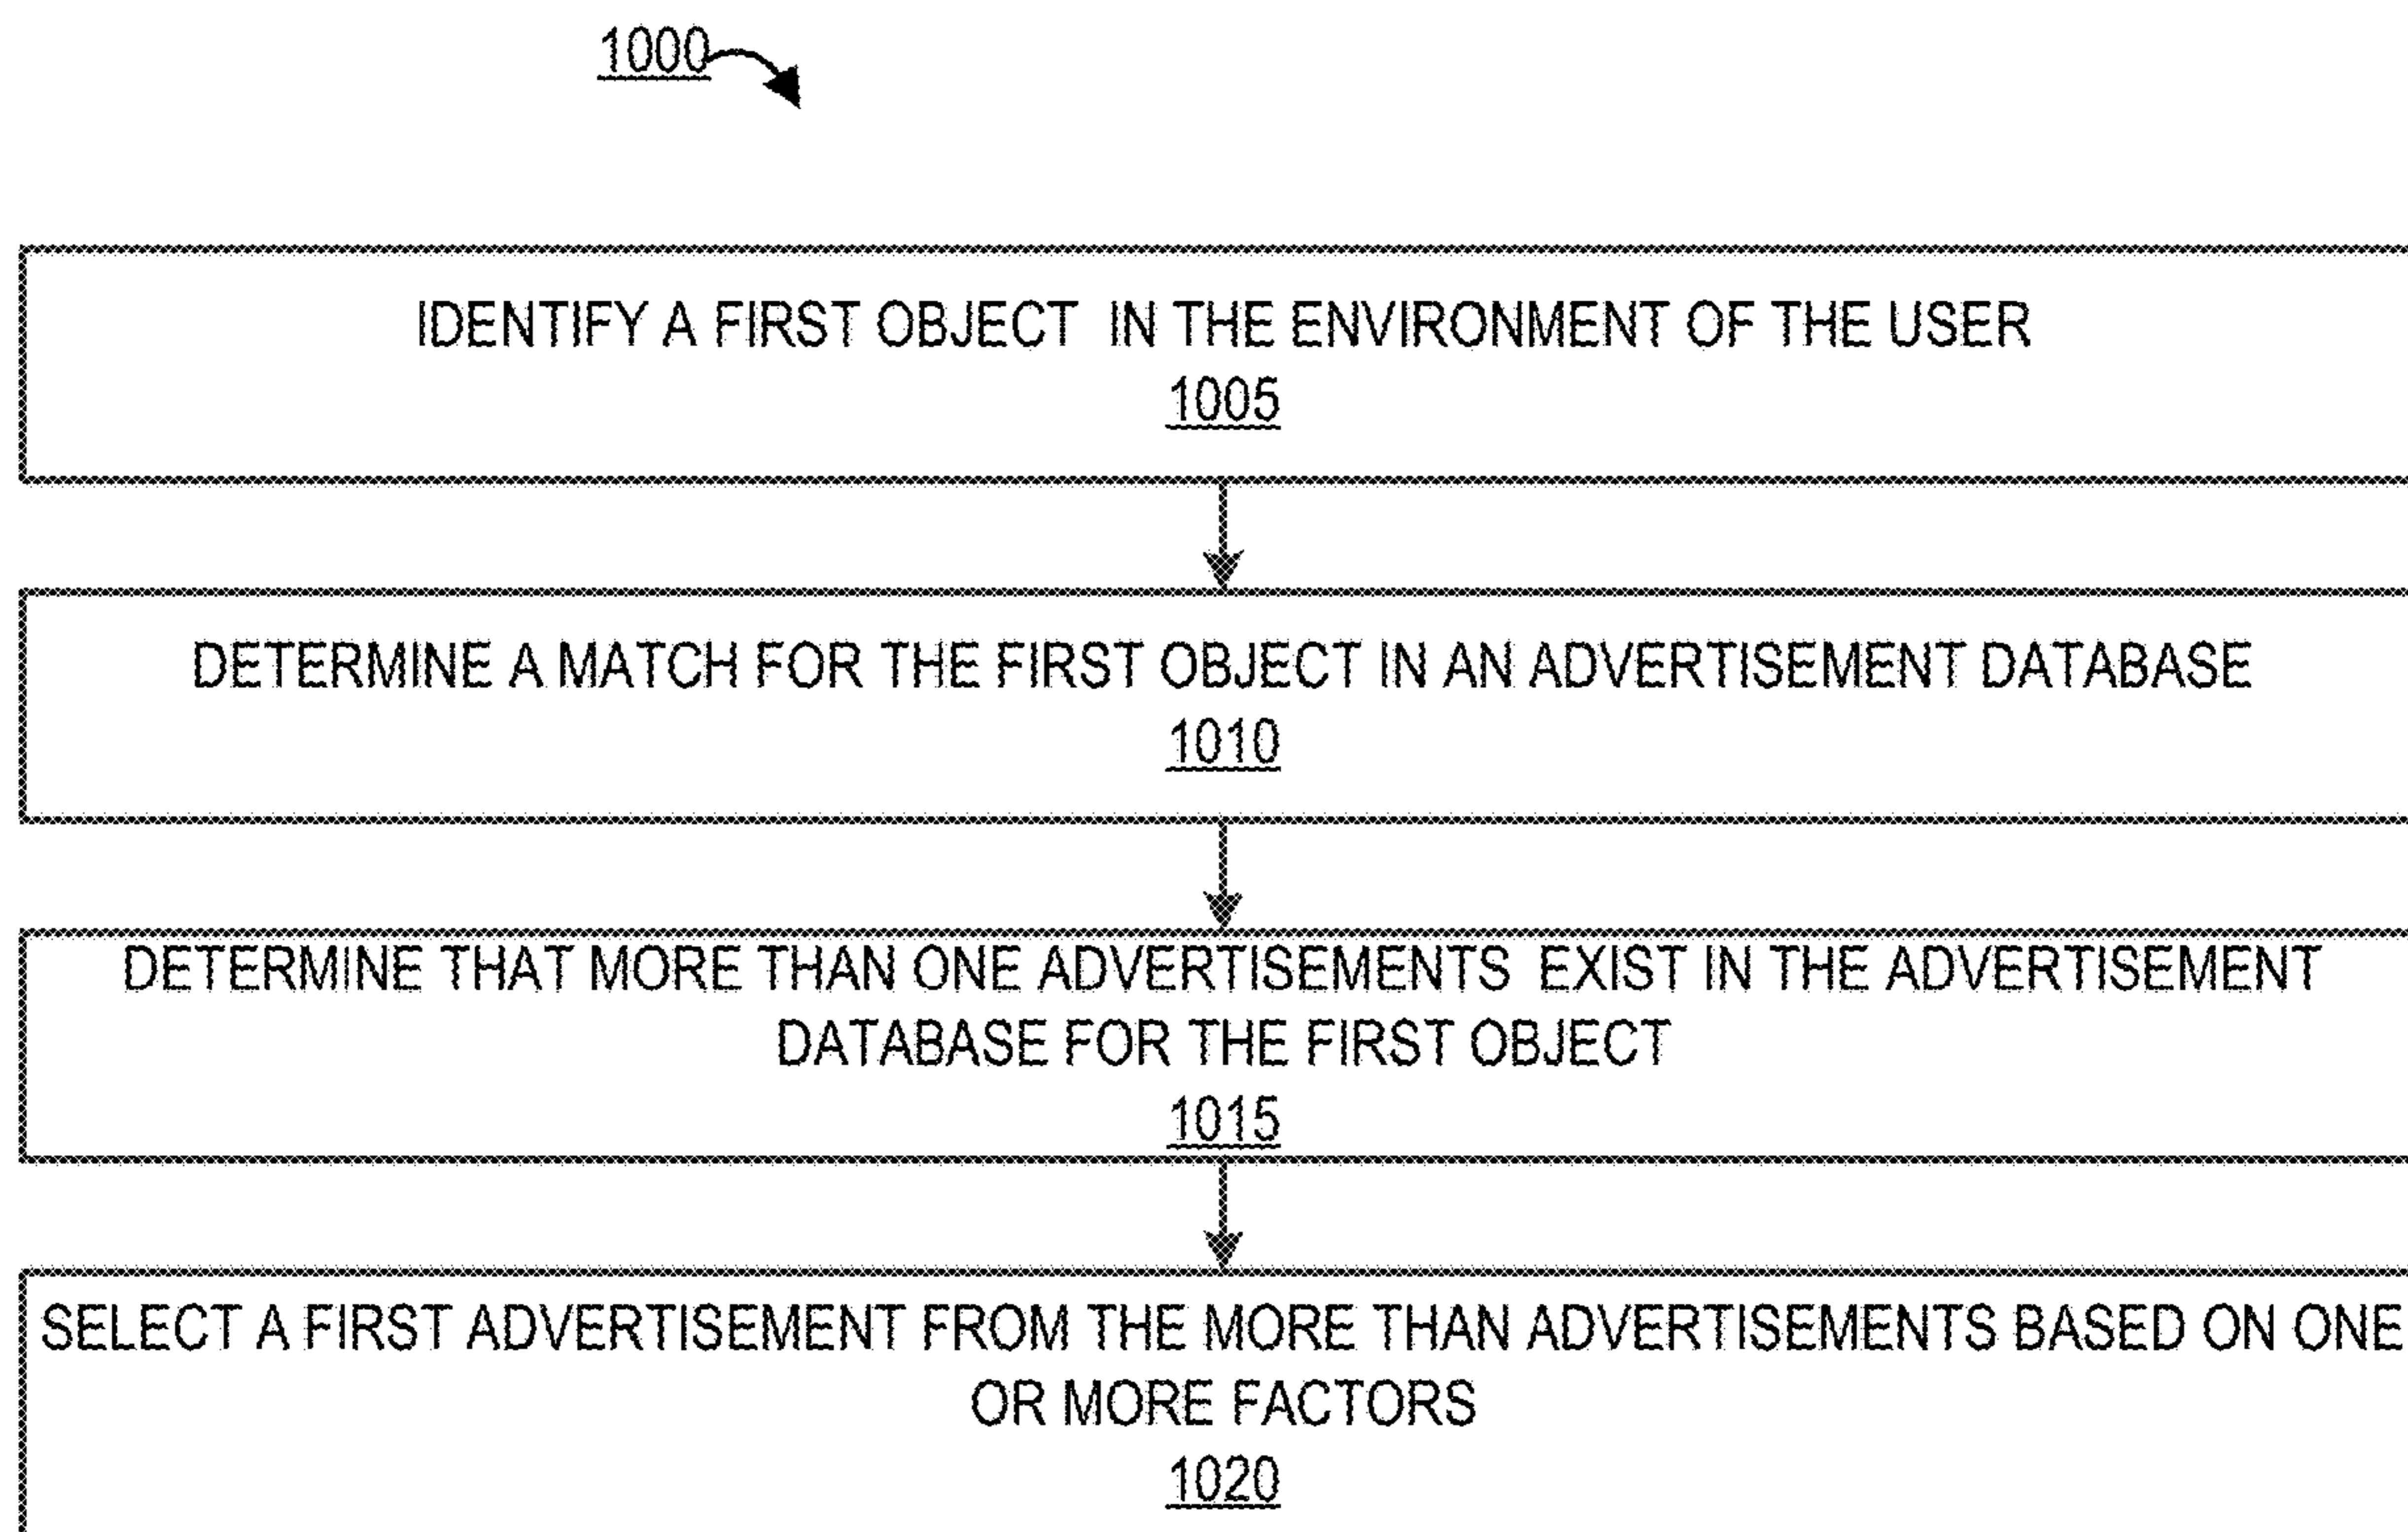 1000
IDENTIFY A FIRST OBJECT IN THE ENVIRONMENT OF THE USER
1005
DETERMINE A MATCH FOR THE FIRST OBJECT IN AN ADVERTISEMENT DATABASE
1010
DETERMINE THAT MORE THAN ONE ADVERTISEMENTS EXIST IN THE ADVERTISEMENT
DATABASE FOR THE FIRST OBJECT
1015
SELECT A FIRST ADVERTISEMENT FROM THE MORE THAN ADVERTISEMENTS BASED ON ONE
OR MORE FACTORS
1020